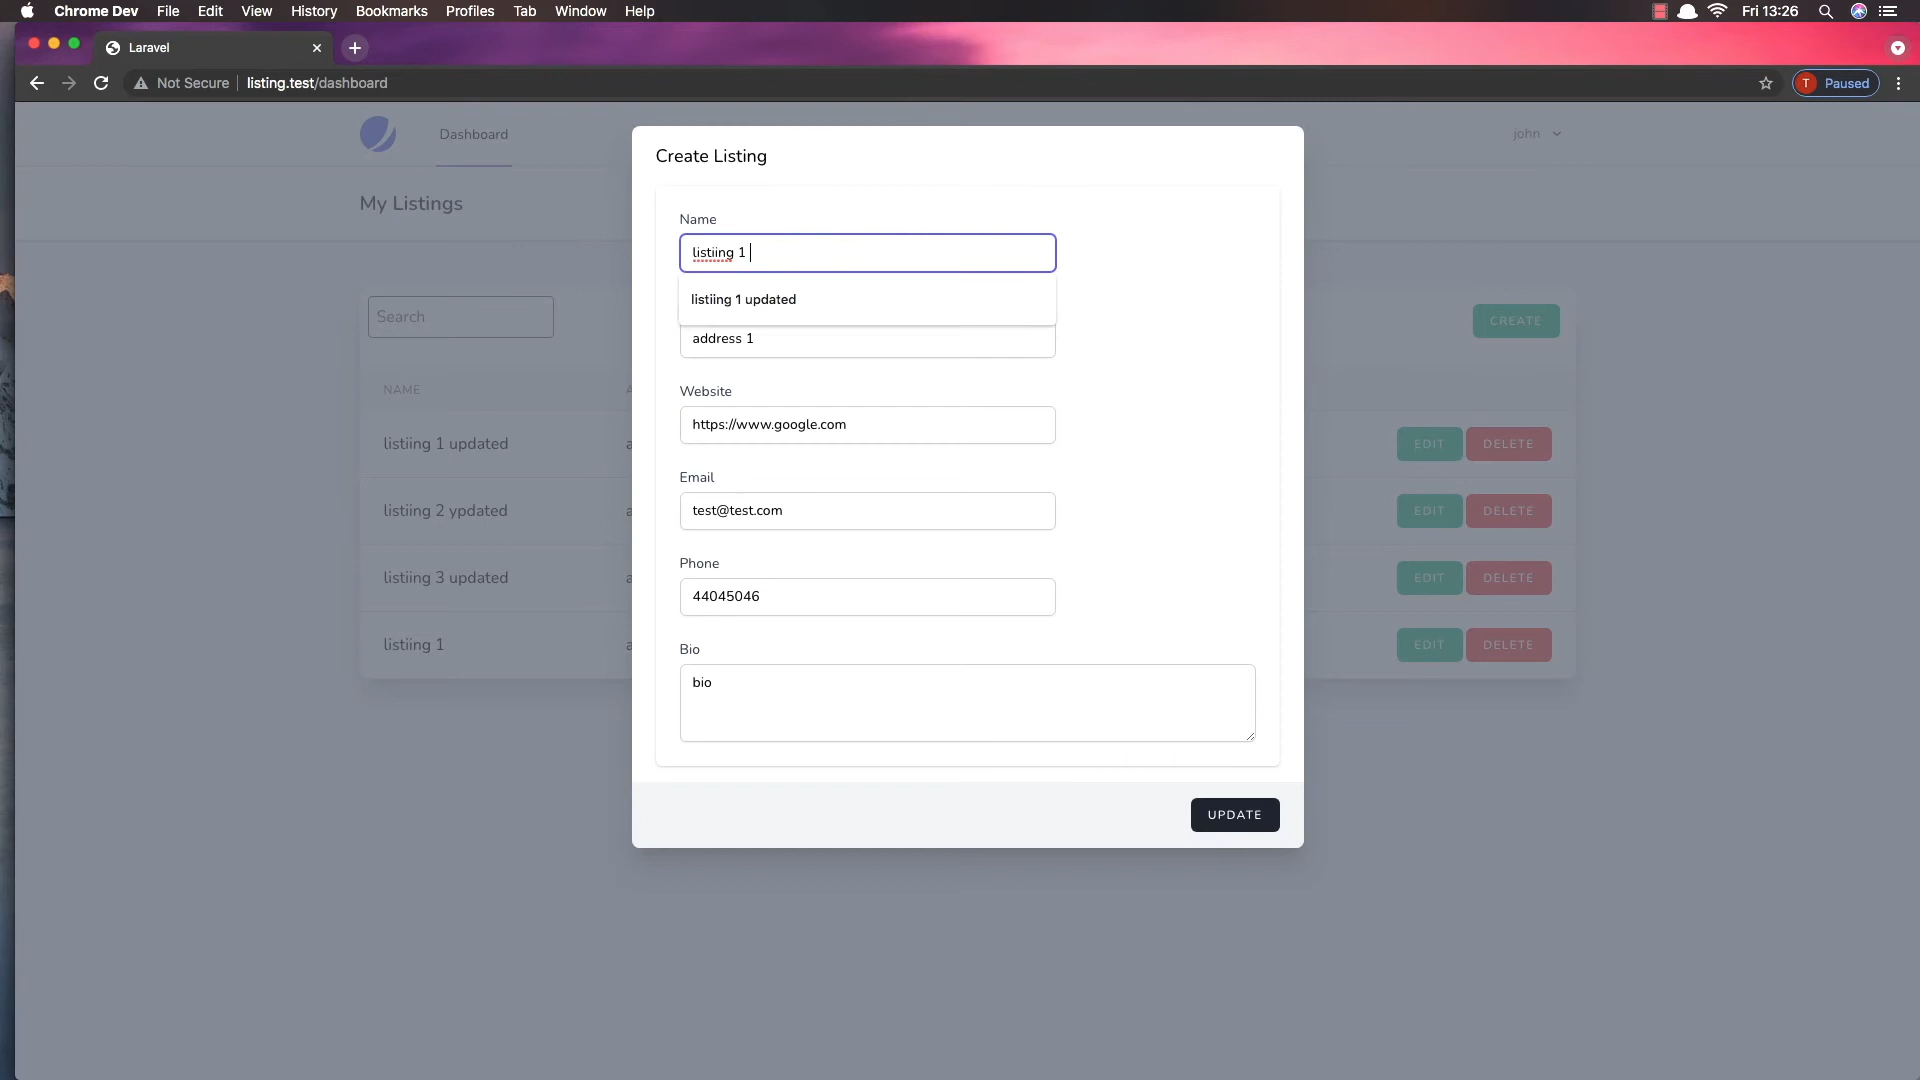 Chrome Dev File Edit View History Bookmarks Profiles Tab Window Help Fri 13:26
Laravel
Not Secure listing.test/dashboard T Paused
Dashboard john
My Listings
Create Listing
Name
listiing 1
listiing 1 updated
address 1
Website
https://www.google.com
Email
test@test.com
Phone
44045046
Bio
bio
UPDATE
Search CREATE
NAME A
listiing 1 updated a EDIT DELETE
listiing 2 ypdated a EDIT DELETE
listiing 3 updated a EDIT DELETE
listiing 1 a EDIT DELETE